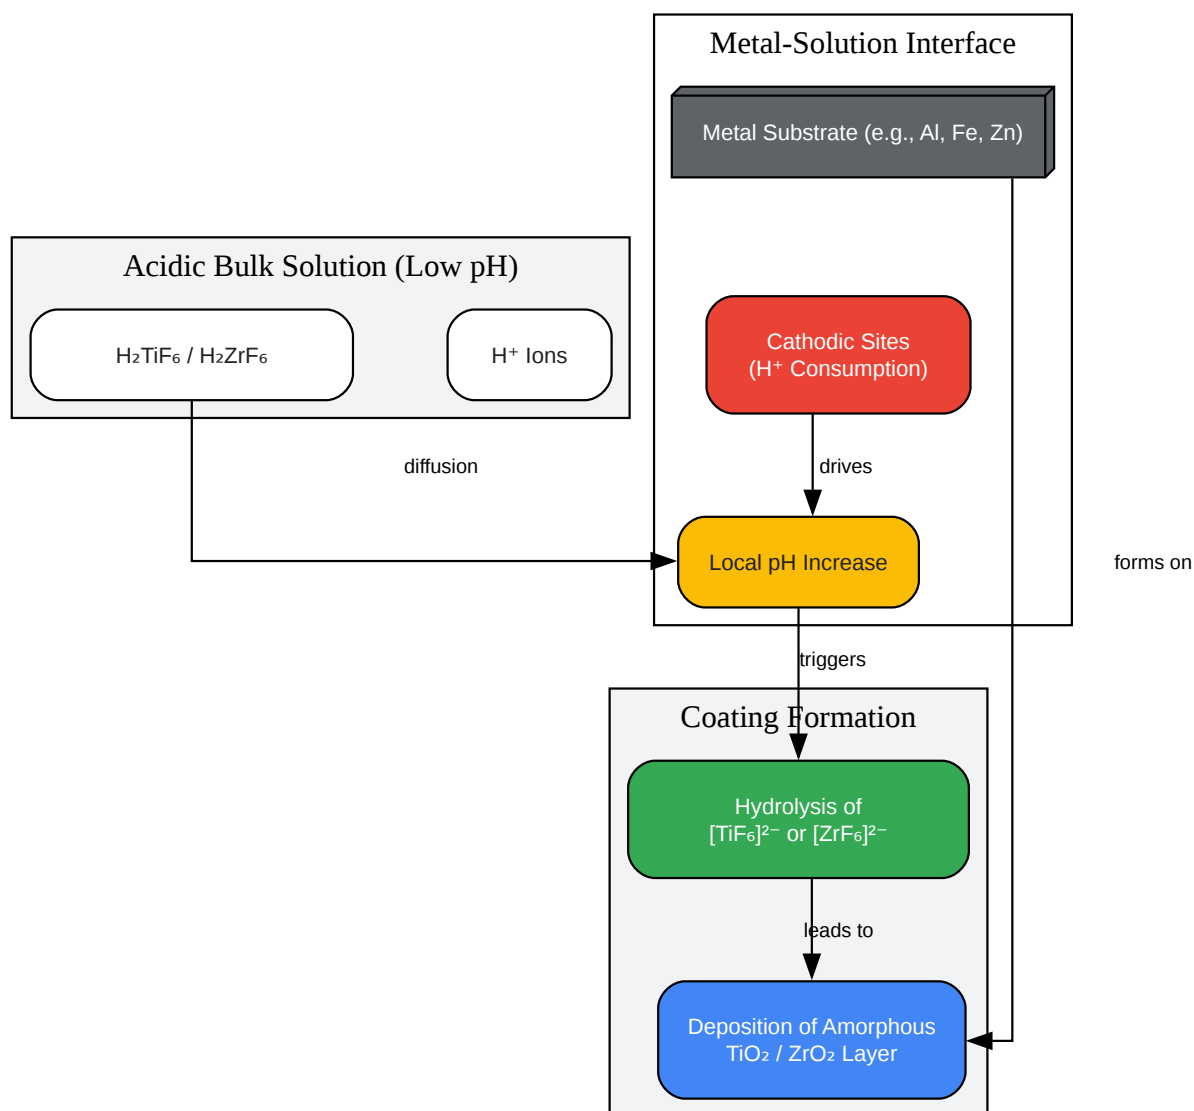 Metal-Solution Interface
Metal Substrate (e.g., Al, Fe, Zn)
Acidic Bulk Solution (Low pH)
H₂TiF₆ / H₂ZrF₆
H⁺ Ions
Cathodic Sites
(H⁺ Consumption)
diffusion
drives
Local pH Increase
forms on
triggers
Coating Formation
Hydrolysis of
[TiF₆]²⁻ or [ZrF₆]²⁻
leads to
Deposition of Amorphous
TiO₂ / ZrO₂ Layer